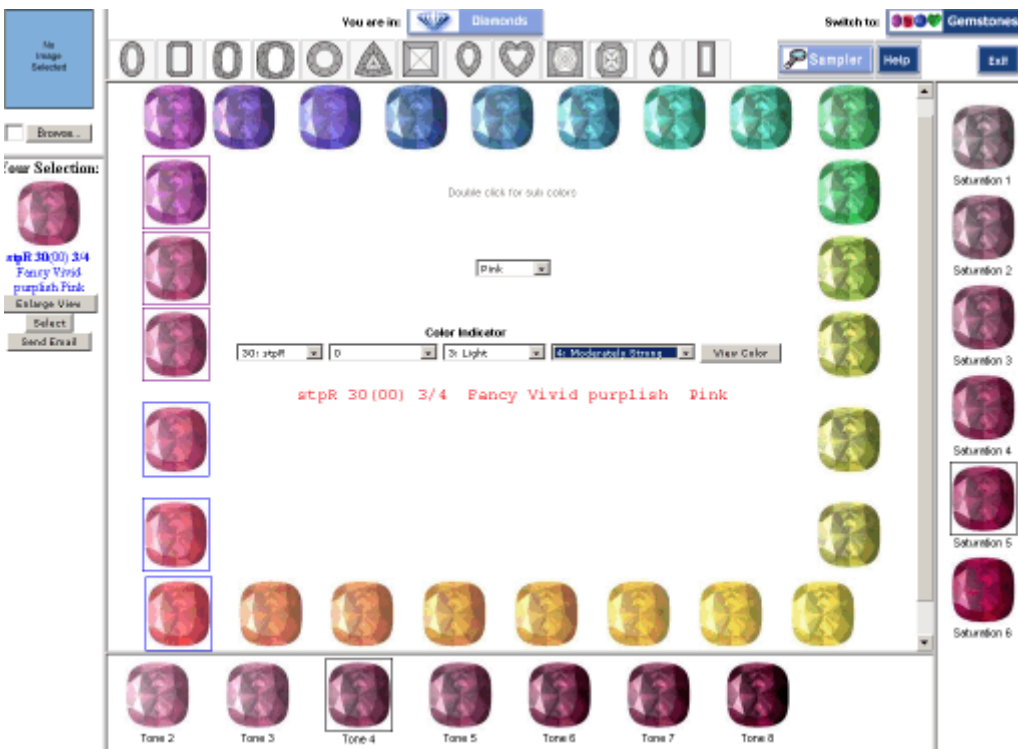 You are in:
Diamonds
Switch to:
Gemstones
No
Image
Selected
Sampler
Help
Exit
Browse...
Your Selection:
stpR 30(00) 3/4
Fancy Vivid
purplish Pink
Enlarge View
Select
Send Email
Double click for sub colors
Pink
Color Indicator
30: stpR
0
3: Light
4: Moderately Strong
View Color
stpR 30(00) 3/4 Fancy Vivid purplish Pink
Saturation 1
Saturation 2
Saturation 3
Saturation 4
Saturation 5
Saturation 6
Tone 2
Tone 3
Tone 4
Tone 5
Tone 6
Tone 7
Tone 8